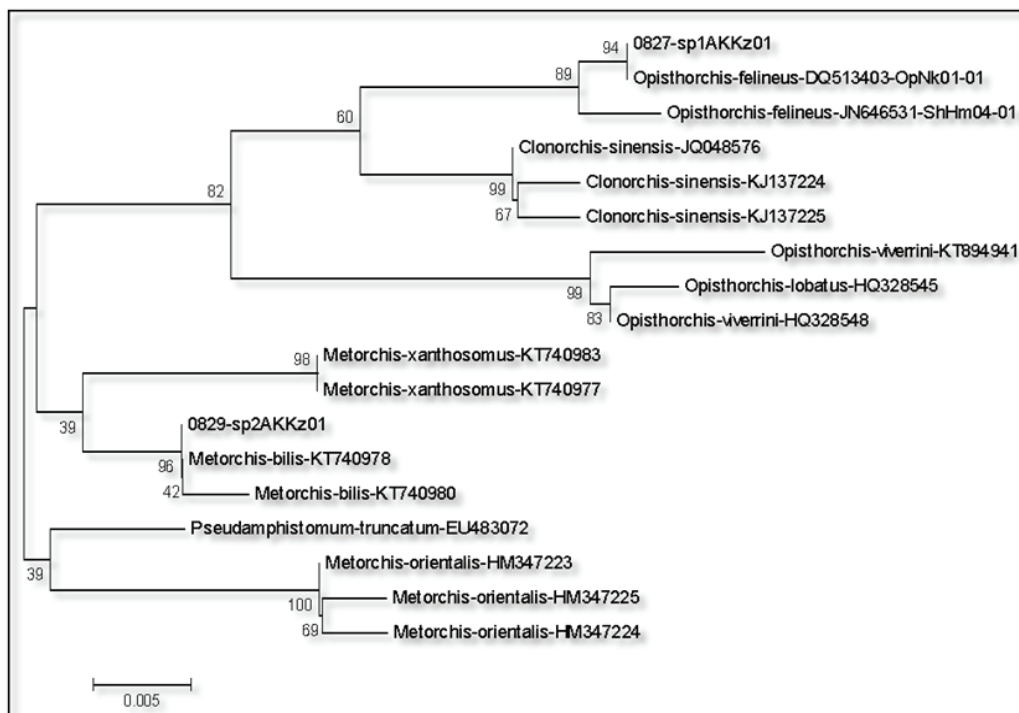 0827-sp1AKKz01
94
Opisthorchis-felineus-DQ513403-OpNk01-01
89
Opisthorchis-felineus-JN646531-ShHm04-01
60
Clonorchis-sinensis-JQ048576
99
Clonorchis-sinensis-KJ137224
82
67
Clonorchis-sinensis-KJ137225
Opisthorchis-viverrini-KT894941
99
Opisthorchis-lobatus-HQ328545
83
Opisthorchis-viverrini-HQ328548
98
Metorchis-xanthosomus-KT740983
Metorchis-xanthosomus-KT740977
39
0829-sp2AKKz01
96
Metorchis-bilis-KT740978
42
Metorchis-bilis-KT740980
Pseudamphistomum-truncatum-EU483072
39
Metorchis-orientalis-HM347223
100
Metorchis-orientalis-HM347225
69
Metorchis-orientalis-HM347224
0.005